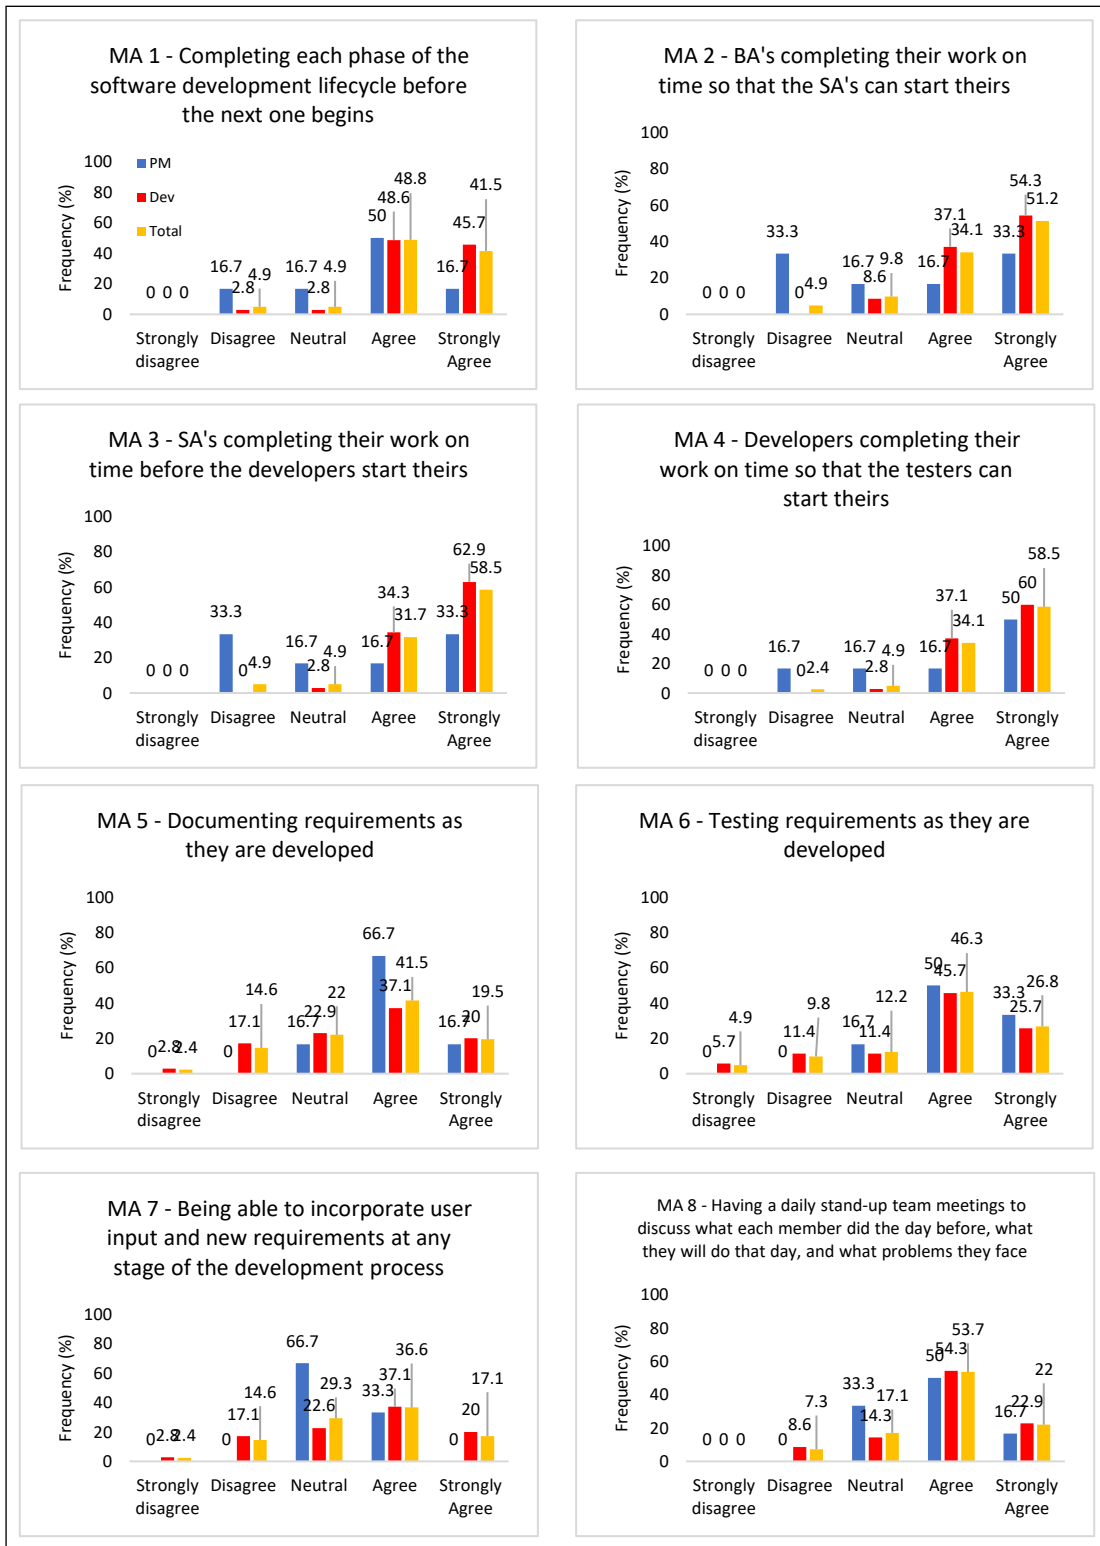 MA 1 - Completing each phase of the
software development lifecycle before
the next one begins
Frequency (%)
100
80
60
40
20
0
PM
Dev
Total
0 0 0
16.7
2.8
4.9
16.7
2.8
4.9
50
48.6
48.8
16.7
45.7
41.5
Strongly Disagree Neutral Agree Strongly
disagree Agree
MA 2 - BA's completing their work on
time so that the SA's can start theirs
Frequency (%)
100
80
60
40
20
0
0 0 0
33.3
0
4.9
16.7
8.6
9.8
16.7
37.1
34.1
33.3
54.3
51.2
Strongly Disagree Neutral Agree Strongly
disagree Agree
MA 3 - SA's completing their work on
time before the developers start theirs
Frequency (%)
100
80
60
40
20
0
0 0 0
33.3
0
4.9
16.7
2.8
4.9
16.7
34.3
31.7
33.3
62.9
58.5
Strongly Disagree Neutral Agree Strongly
disagree Agree
MA 4 - Developers completing their
work on time so that the testers can
start theirs
Frequency (%)
100
80
60
40
20
0
0 0 0
16.7
0
2.4
16.7
2.8
4.9
16.7
37.1
34.1
50
60
58.5
Strongly Disagree Neutral Agree Strongly
disagree Agree
MA 5 - Documenting requirements as
they are developed
Frequency (%)
100
80
60
40
20
0
0
2.8
2.4
0
17.1
14.6
16.7
22.9
22
66.7
37.1
41.5
16.7
20
19.5
Strongly Disagree Neutral Agree Strongly
disagree Agree
MA 6 - Testing requirements as they are
developed
Frequency (%)
100
80
60
40
20
0
0
5.7
4.9
0
11.4
9.8
16.7
11.4
12.2
50
45.7
46.3
33.3
25.7
26.8
Strongly Disagree Neutral Agree Strongly
disagree Agree
MA 7 - Being able to incorporate user
input and new requirements at any
stage of the development process
Frequency (%)
100
80
60
40
20
0
0
2.8
2.4
0
17.1
14.6
66.7
22.6
29.3
33.3
37.1
36.6
0
20
17.1
Strongly Disagree Neutral Agree Strongly
disagree Agree
MA 8 - Having a daily stand-up team meetings to
discuss what each member did the day before, what
they will do that day, and what problems they face
Frequency (%)
100
80
60
40
20
0
0 0 0
0
8.6
7.3
33.3
14.3
17.1
50
54.3
53.7
16.7
22.9
22
Strongly Disagree Neutral Agree Strongly
disagree Agree